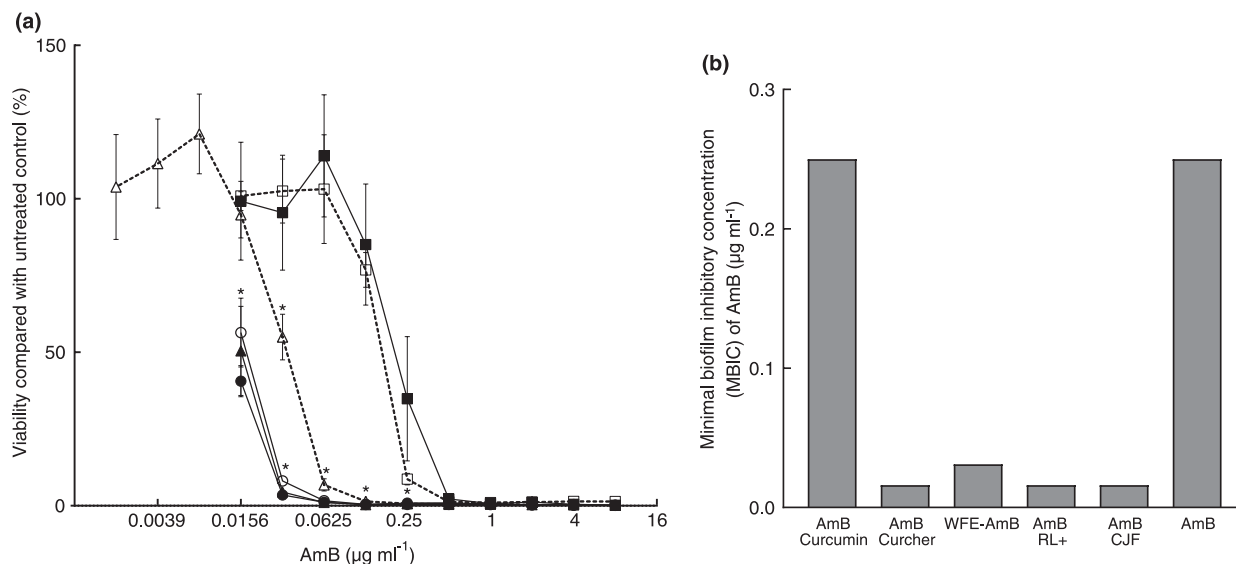 (a)
150
100
50
0
Viability compared with untreated control (%)
*
*
*
*
*
*
0.0039
0.0156
0.0625
0.25
1
4
16
AmB (µg ml⁻¹)
(b)
0.3
0.2
0.1
0.0
Minimal biofilm inhibitory concentration
(MBIC) of AmB (µg ml⁻¹)
AmB
Curcumin
AmB
Curcher
WFE-AmB
AmB
RL+
AmB
CJF
AmB